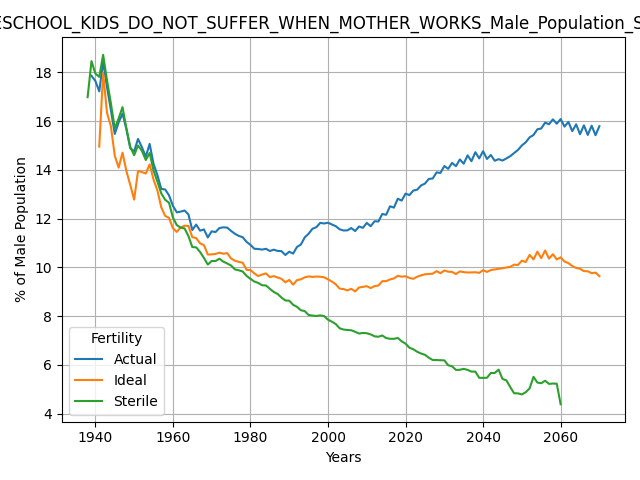 ESCHOOL_KIDS_DO_NOT_SUFFER_WHEN_MOTHER_WORKS_Male_Population_S
% of Male Population
18
16
14
12
10
8
6
4
Fertility
Actual
Ideal
Sterile
1940 1960 1980 2000 2020 2040 2060
Years